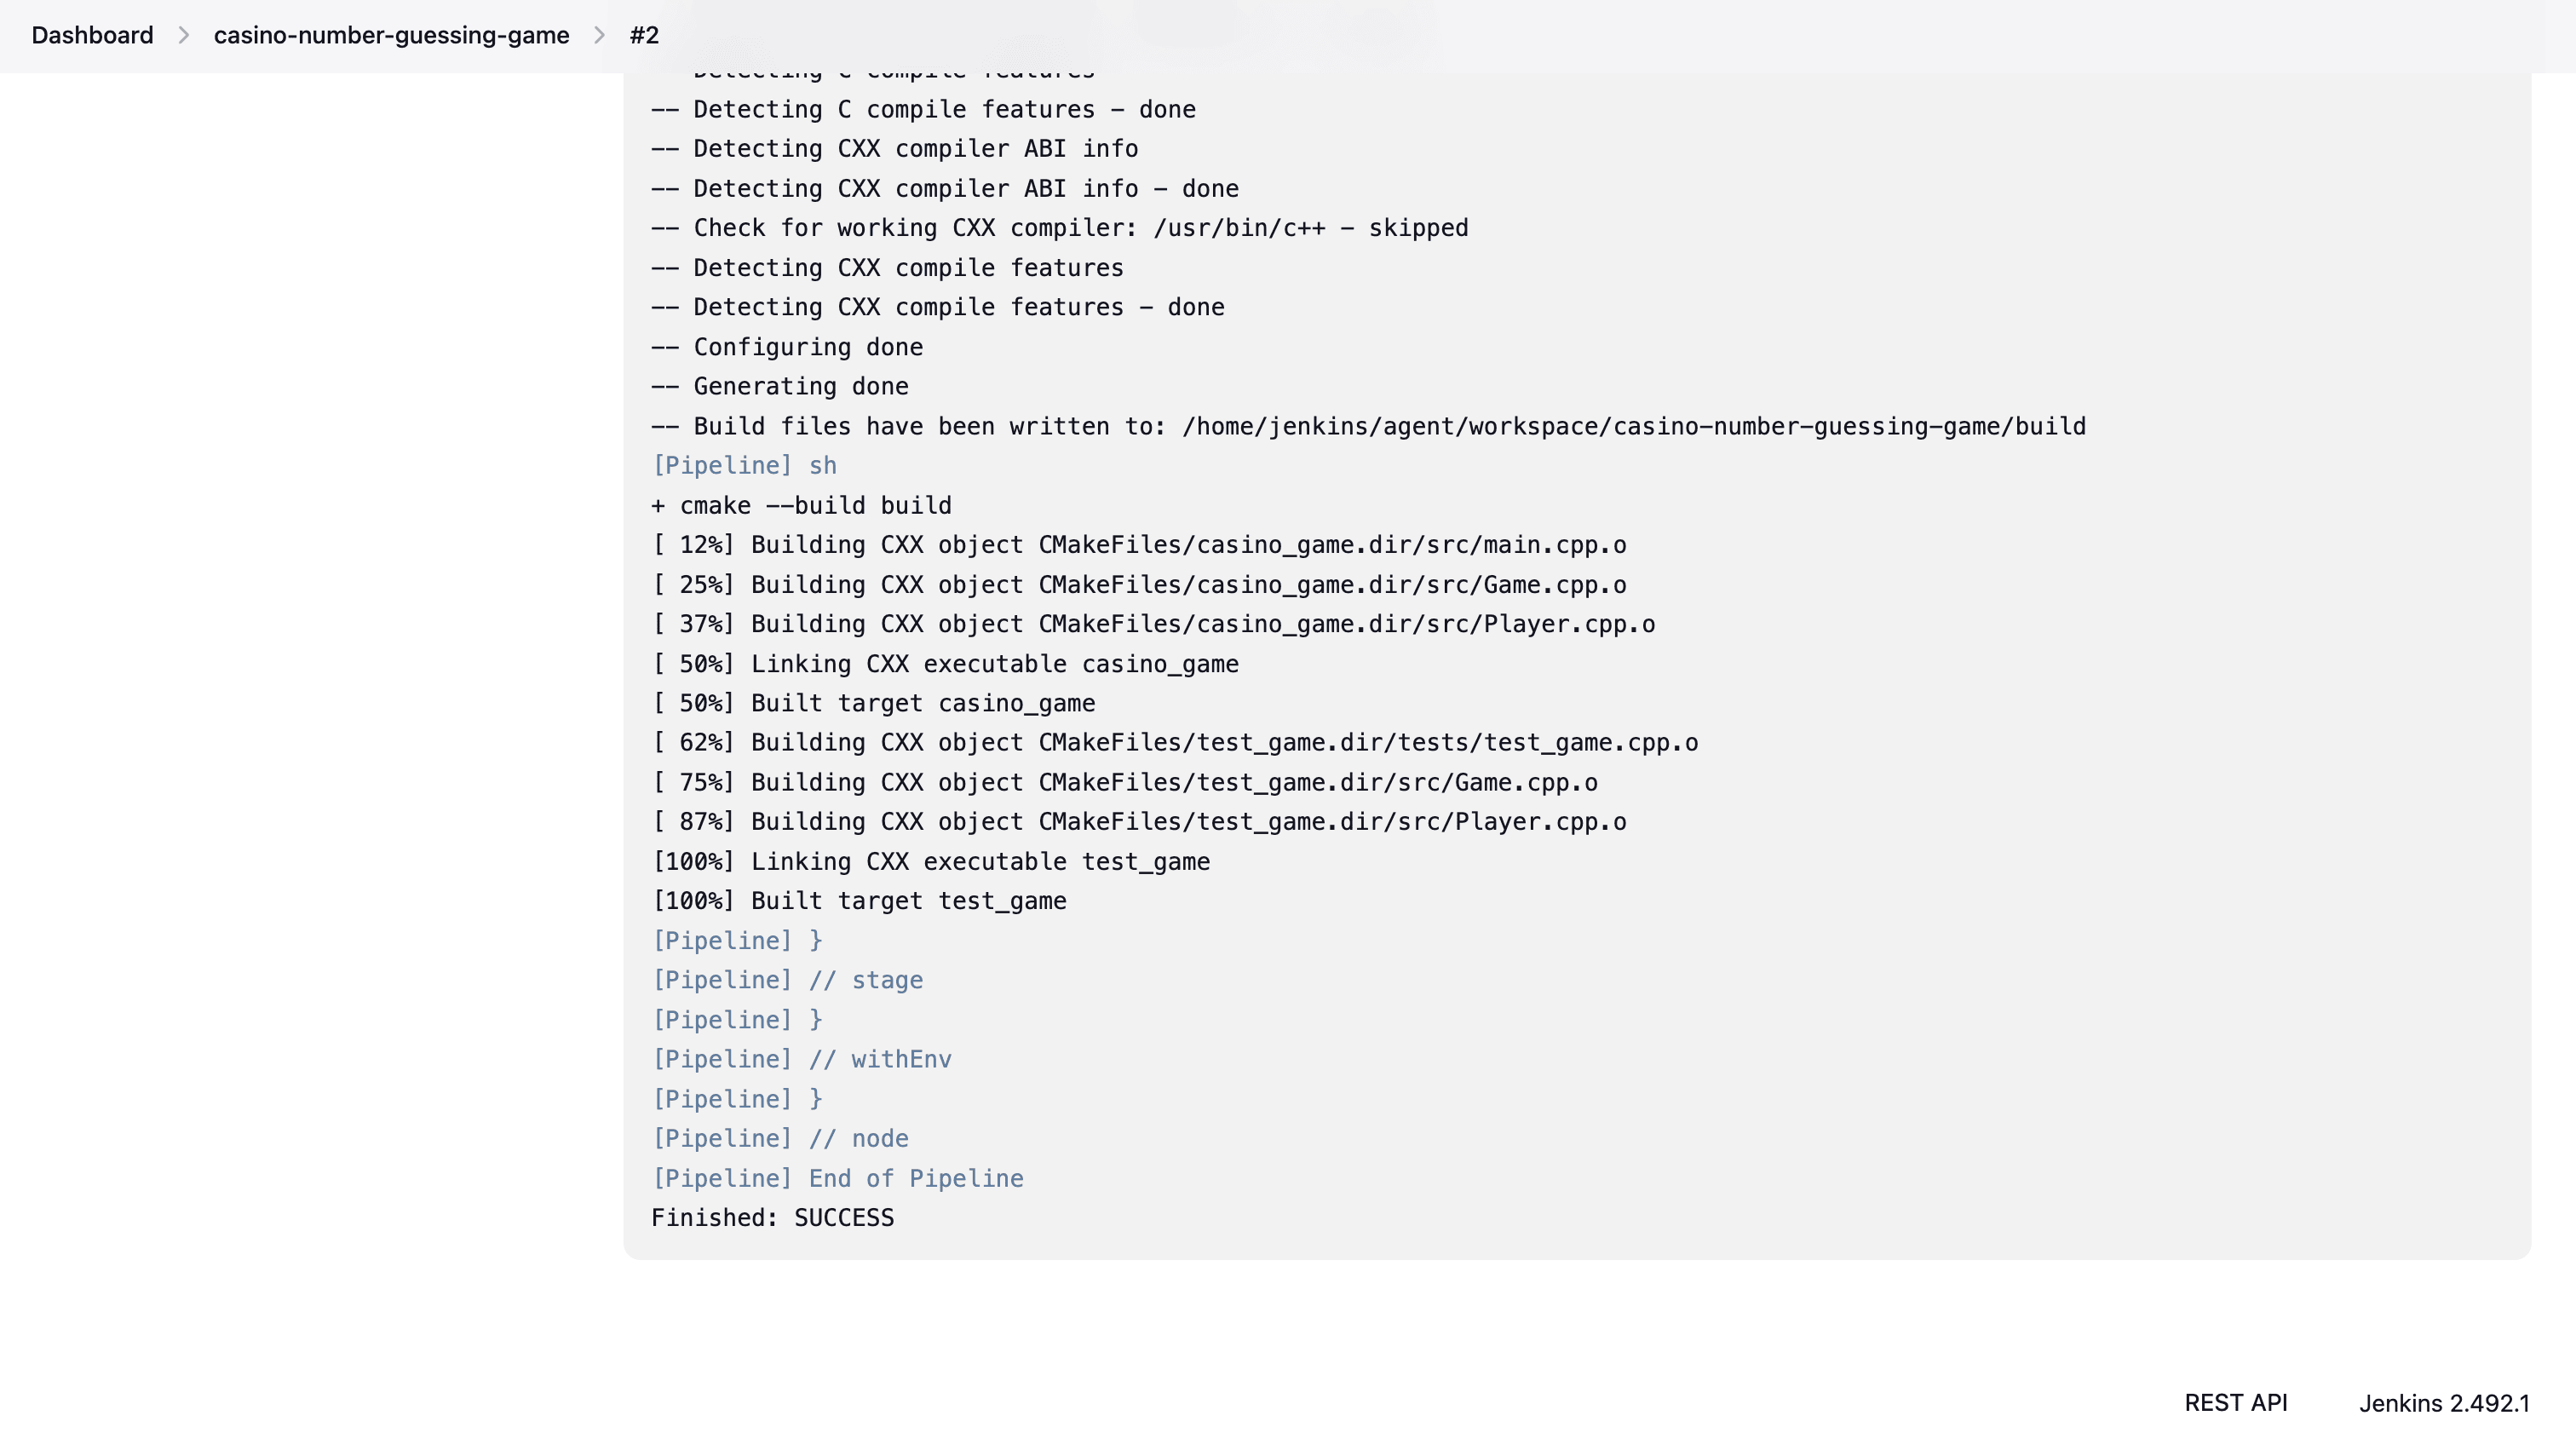 Dashboard > casino-number-guessing-game > #2
-- Detecting C compile features
-- Detecting C compile features - done
-- Detecting CXX compiler ABI info
-- Detecting CXX compiler ABI info - done
-- Check for working CXX compiler: /usr/bin/c++ - skipped
-- Detecting CXX compile features
-- Detecting CXX compile features - done
-- Configuring done
-- Generating done
-- Build files have been written to: /home/jenkins/agent/workspace/casino-number-guessing-game/build
[Pipeline] sh
+ cmake --build build
[ 12%] Building CXX object CMakeFiles/casino_game.dir/src/main.cpp.o
[ 25%] Building CXX object CMakeFiles/casino_game.dir/src/Game.cpp.o
[ 37%] Building CXX object CMakeFiles/casino_game.dir/src/Player.cpp.o
[ 50%] Linking CXX executable casino_game
[ 50%] Built target casino_game
[ 62%] Building CXX object CMakeFiles/test_game.dir/tests/test_game.cpp.o
[ 75%] Building CXX object CMakeFiles/test_game.dir/src/Game.cpp.o
[ 87%] Building CXX object CMakeFiles/test_game.dir/src/Player.cpp.o
[100%] Linking CXX executable test_game
[100%] Built target test_game
[Pipeline] }
[Pipeline] // stage
[Pipeline] }
[Pipeline] // withEnv
[Pipeline] }
[Pipeline] // node
[Pipeline] End of Pipeline
Finished: SUCCESS
REST API Jenkins 2.492.1